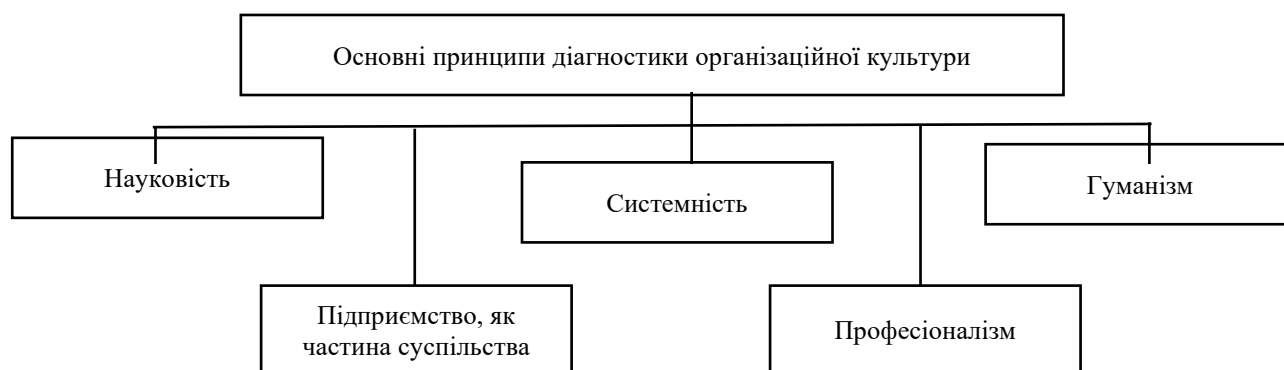 Основні принципи діагностики організаційної культури
Науковість
Системність
Гуманізм
Підприємство, як
частина суспільства
Професіоналізм